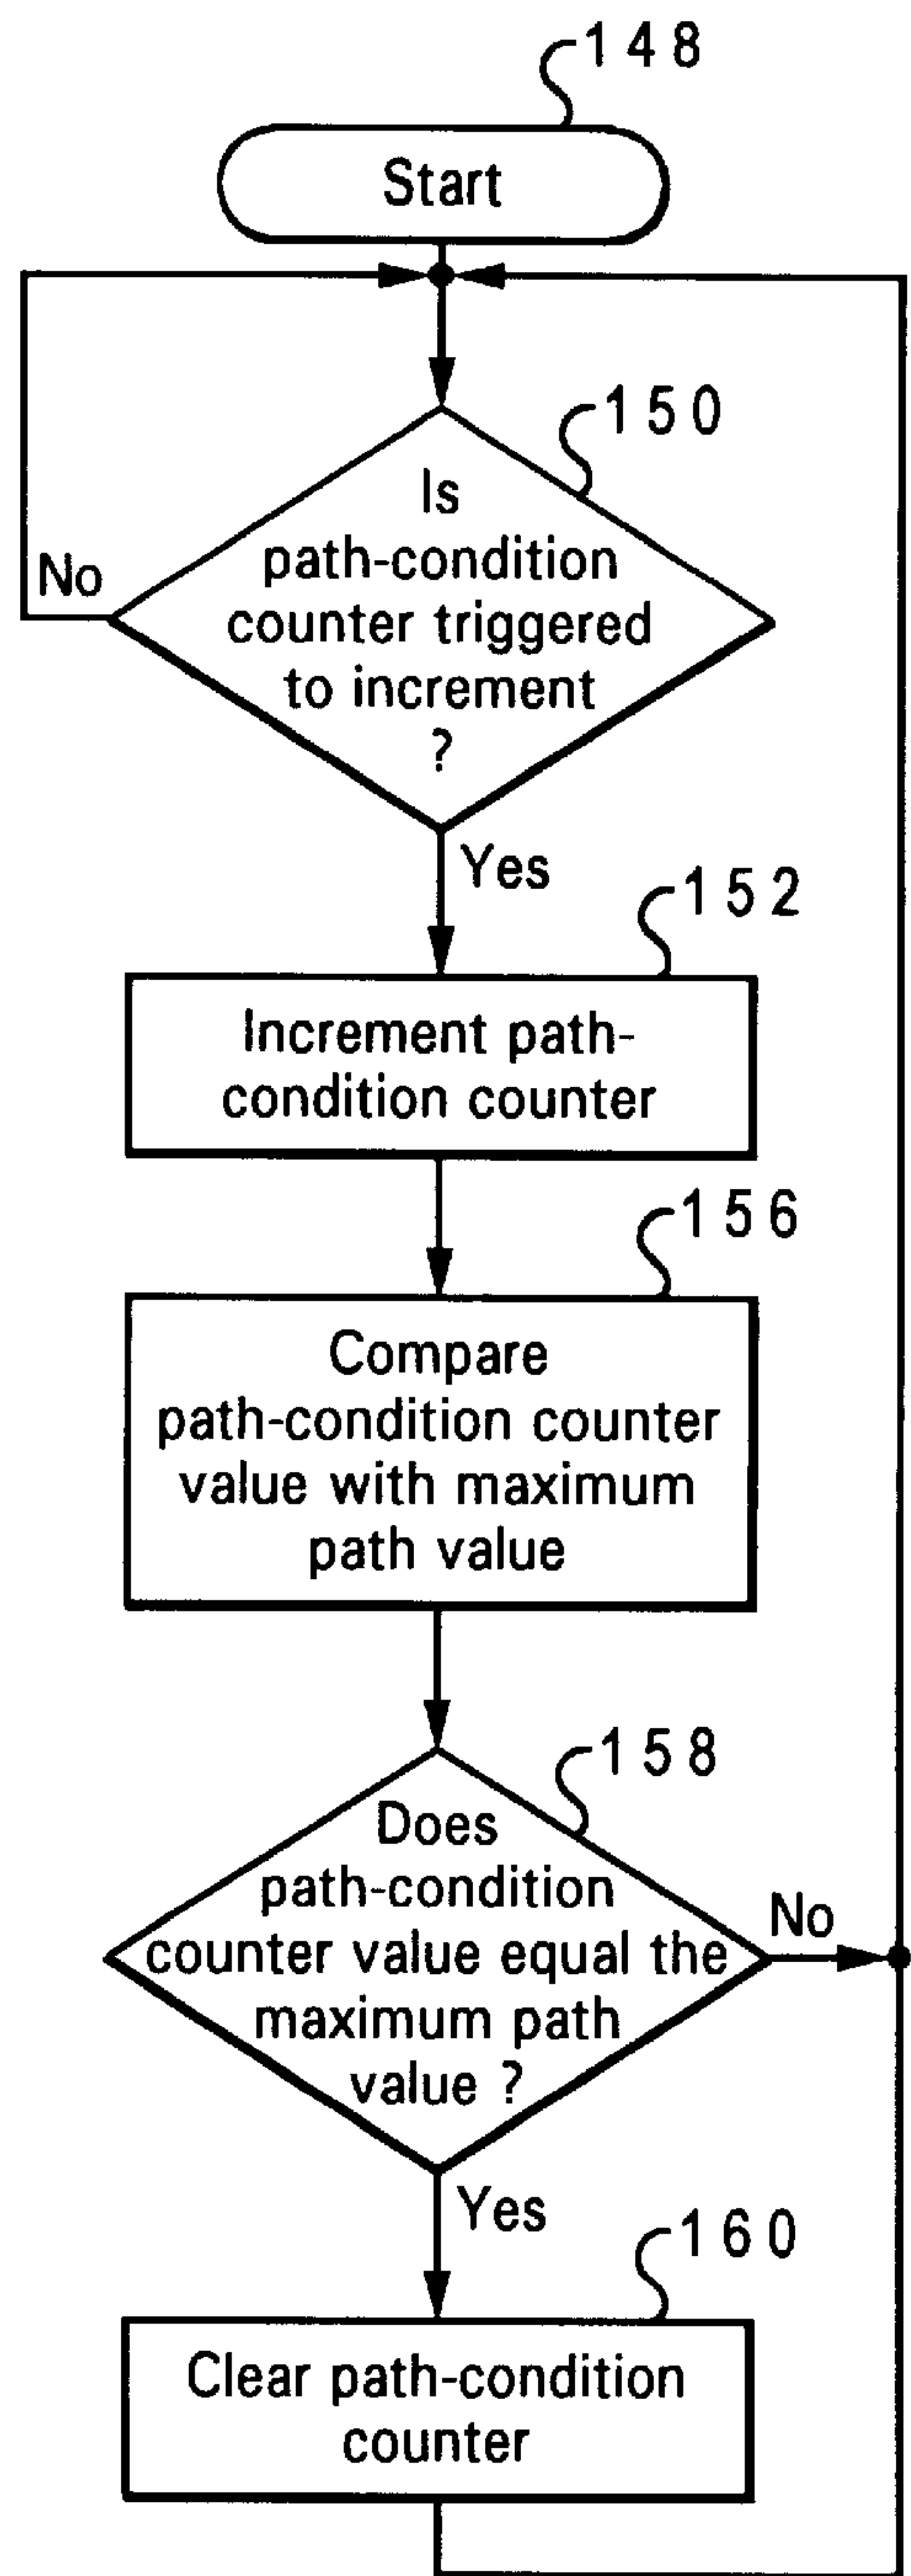 148
Start
150
Is
path-condition
counter triggered
to increment
?
No
Yes
152
Increment path-
condition counter
156
Compare
path-condition counter
value with maximum
path value
158
Does
path-condition
counter value equal the
maximum path
value ?
No
Yes
160
Clear path-condition
counter